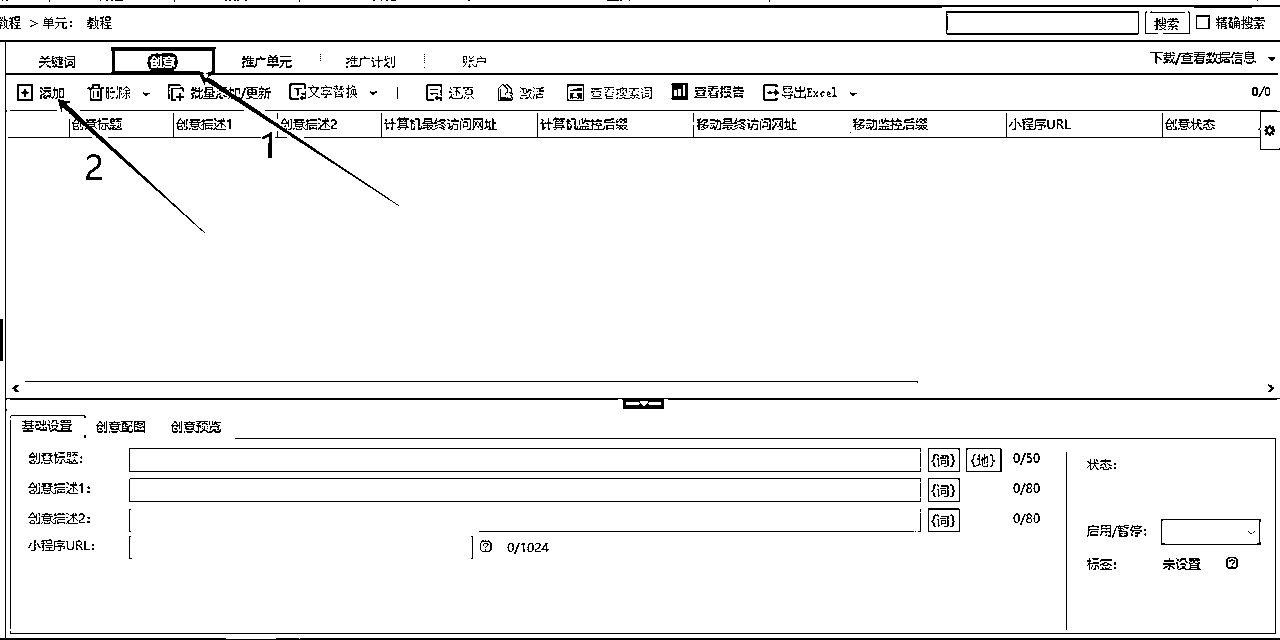 教程 > 单元： 教程
搜索 精确搜索
关键词 创意 推广单元 推广计划 账户 下载/查看数据信息
添加 删除 批量添加/更新 文字替换 还原 激活 查看搜索词 查看报告 导出Excel 0/0
创意标题 创意描述1 创意描述2 计算机最终访问网址 计算机监控后缀 移动最终访问网址 移动监控后缀 小程序URL 创意状态
1
2
基础设置 创意配图 创意预览
创意标题： {词} {地} 0/50
状态：
创意描述1： {词} 0/80
创意描述2： {词} 0/80
启用/暂停：
小程序URL： 0/1024
标签： 未设置